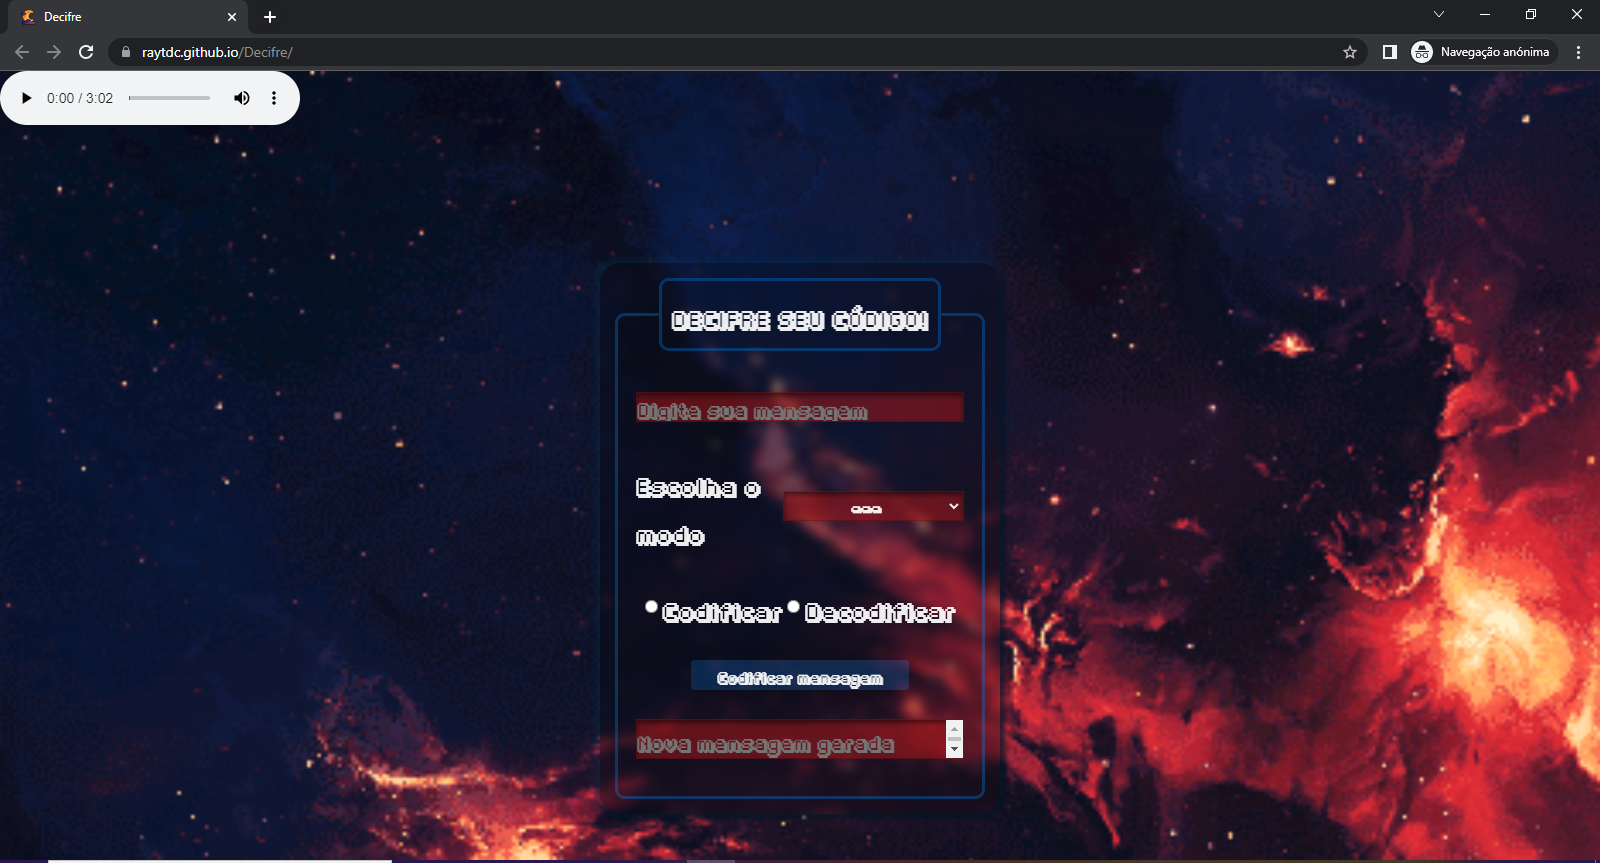 Decifre
raytdc.github.io/Decifre/
Navegação anónima
0:00 / 3:02
DECIFRE SEU CÓDIGO!
Digite sua mensagem
Escolha o
modo
---
Codificar Decodificar
Codificar mensagem
Nova mensagem gerada